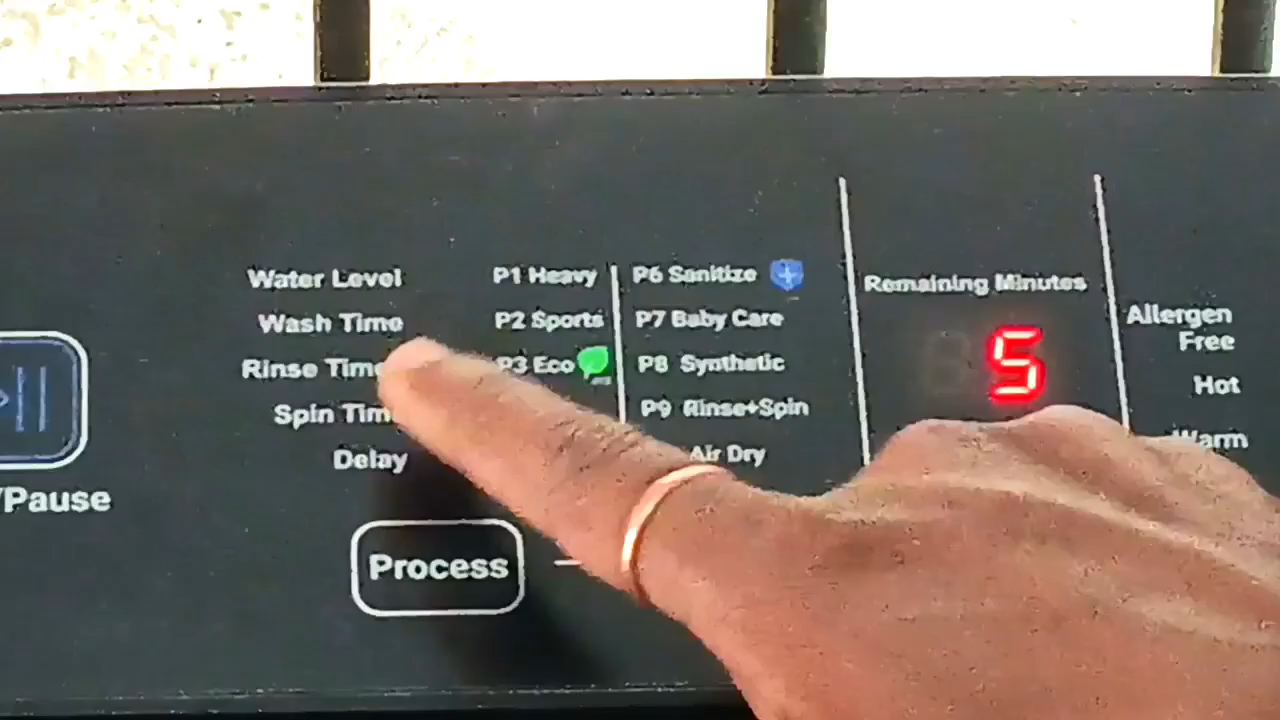 /Pause
Water Level
Wash Time
Rinse Time
Spin Tim
Delay
Process
P1 Heavy
P2 Sports
P3 Eco
P6 Sanitize
P7 Baby Care
P8 Synthetic
P9 Rinse+Spin
Air Dry
Remaining Minutes
5
Allergen
Free
Hot
Warm